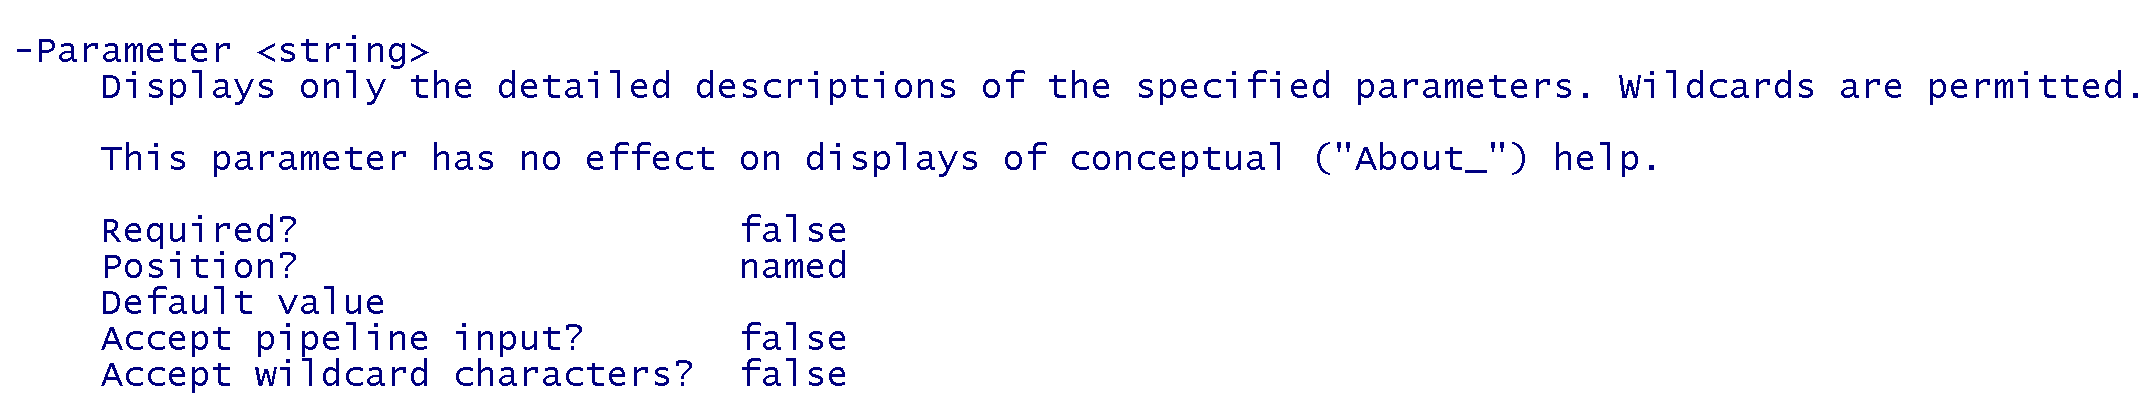 -Parameter <string>
Displays only the detailed descriptions of the specified parameters. Wildcards are permitted.
This parameter has no effect on displays of conceptual ("About_") help.
Required? false
Position? named
Default value
Accept pipeline input? false
Accept wildcard characters? false